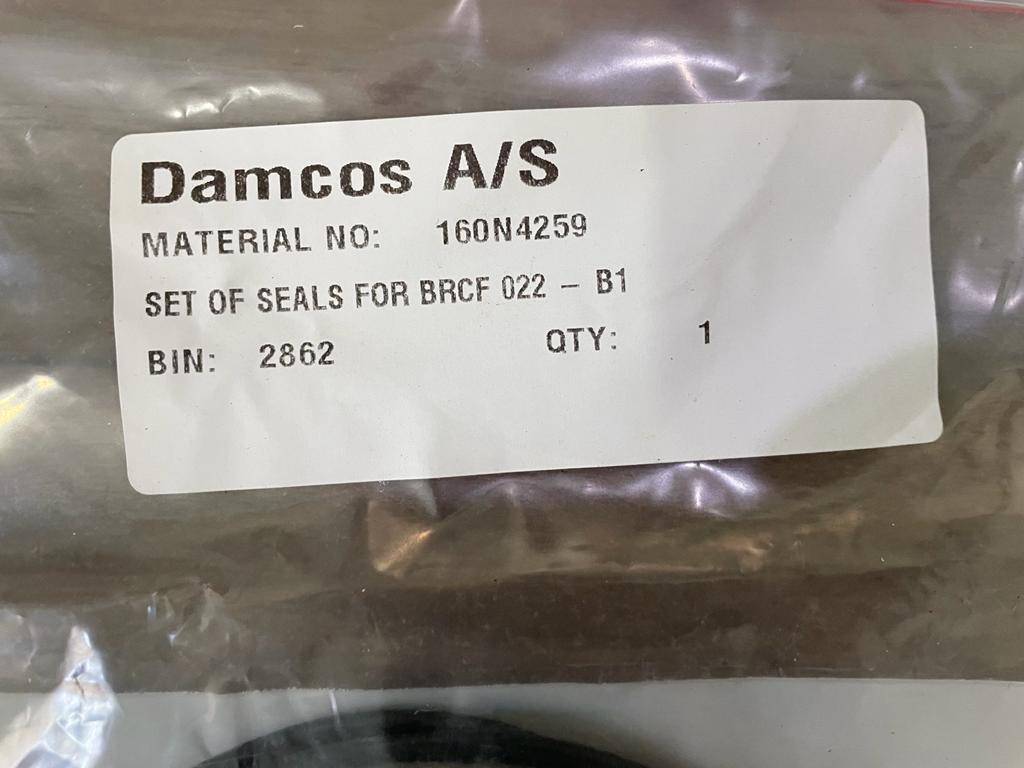 Damcos A/S
MATERIAL NO: 160N4259
SET OF SEALS FOR BRCF 022 – B1
BIN: 2862 QTY: 1